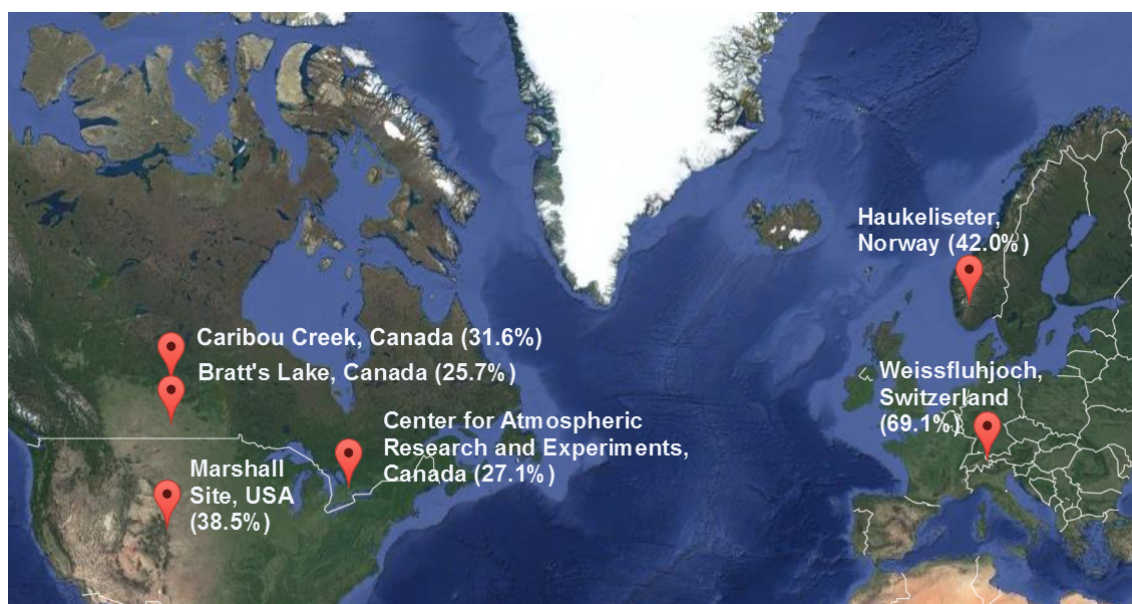 Haukeliseter,
Norway (42.0%)
Caribou Creek, Canada (31.6%)
Bratt's Lake, Canada (25.7%)
Weissfluhjoch,
Switzerland
(69.1%)
Center for Atmospheric
Research and Experiments,
Canada (27.1%)
Marshall
Site, USA
(38.5%)